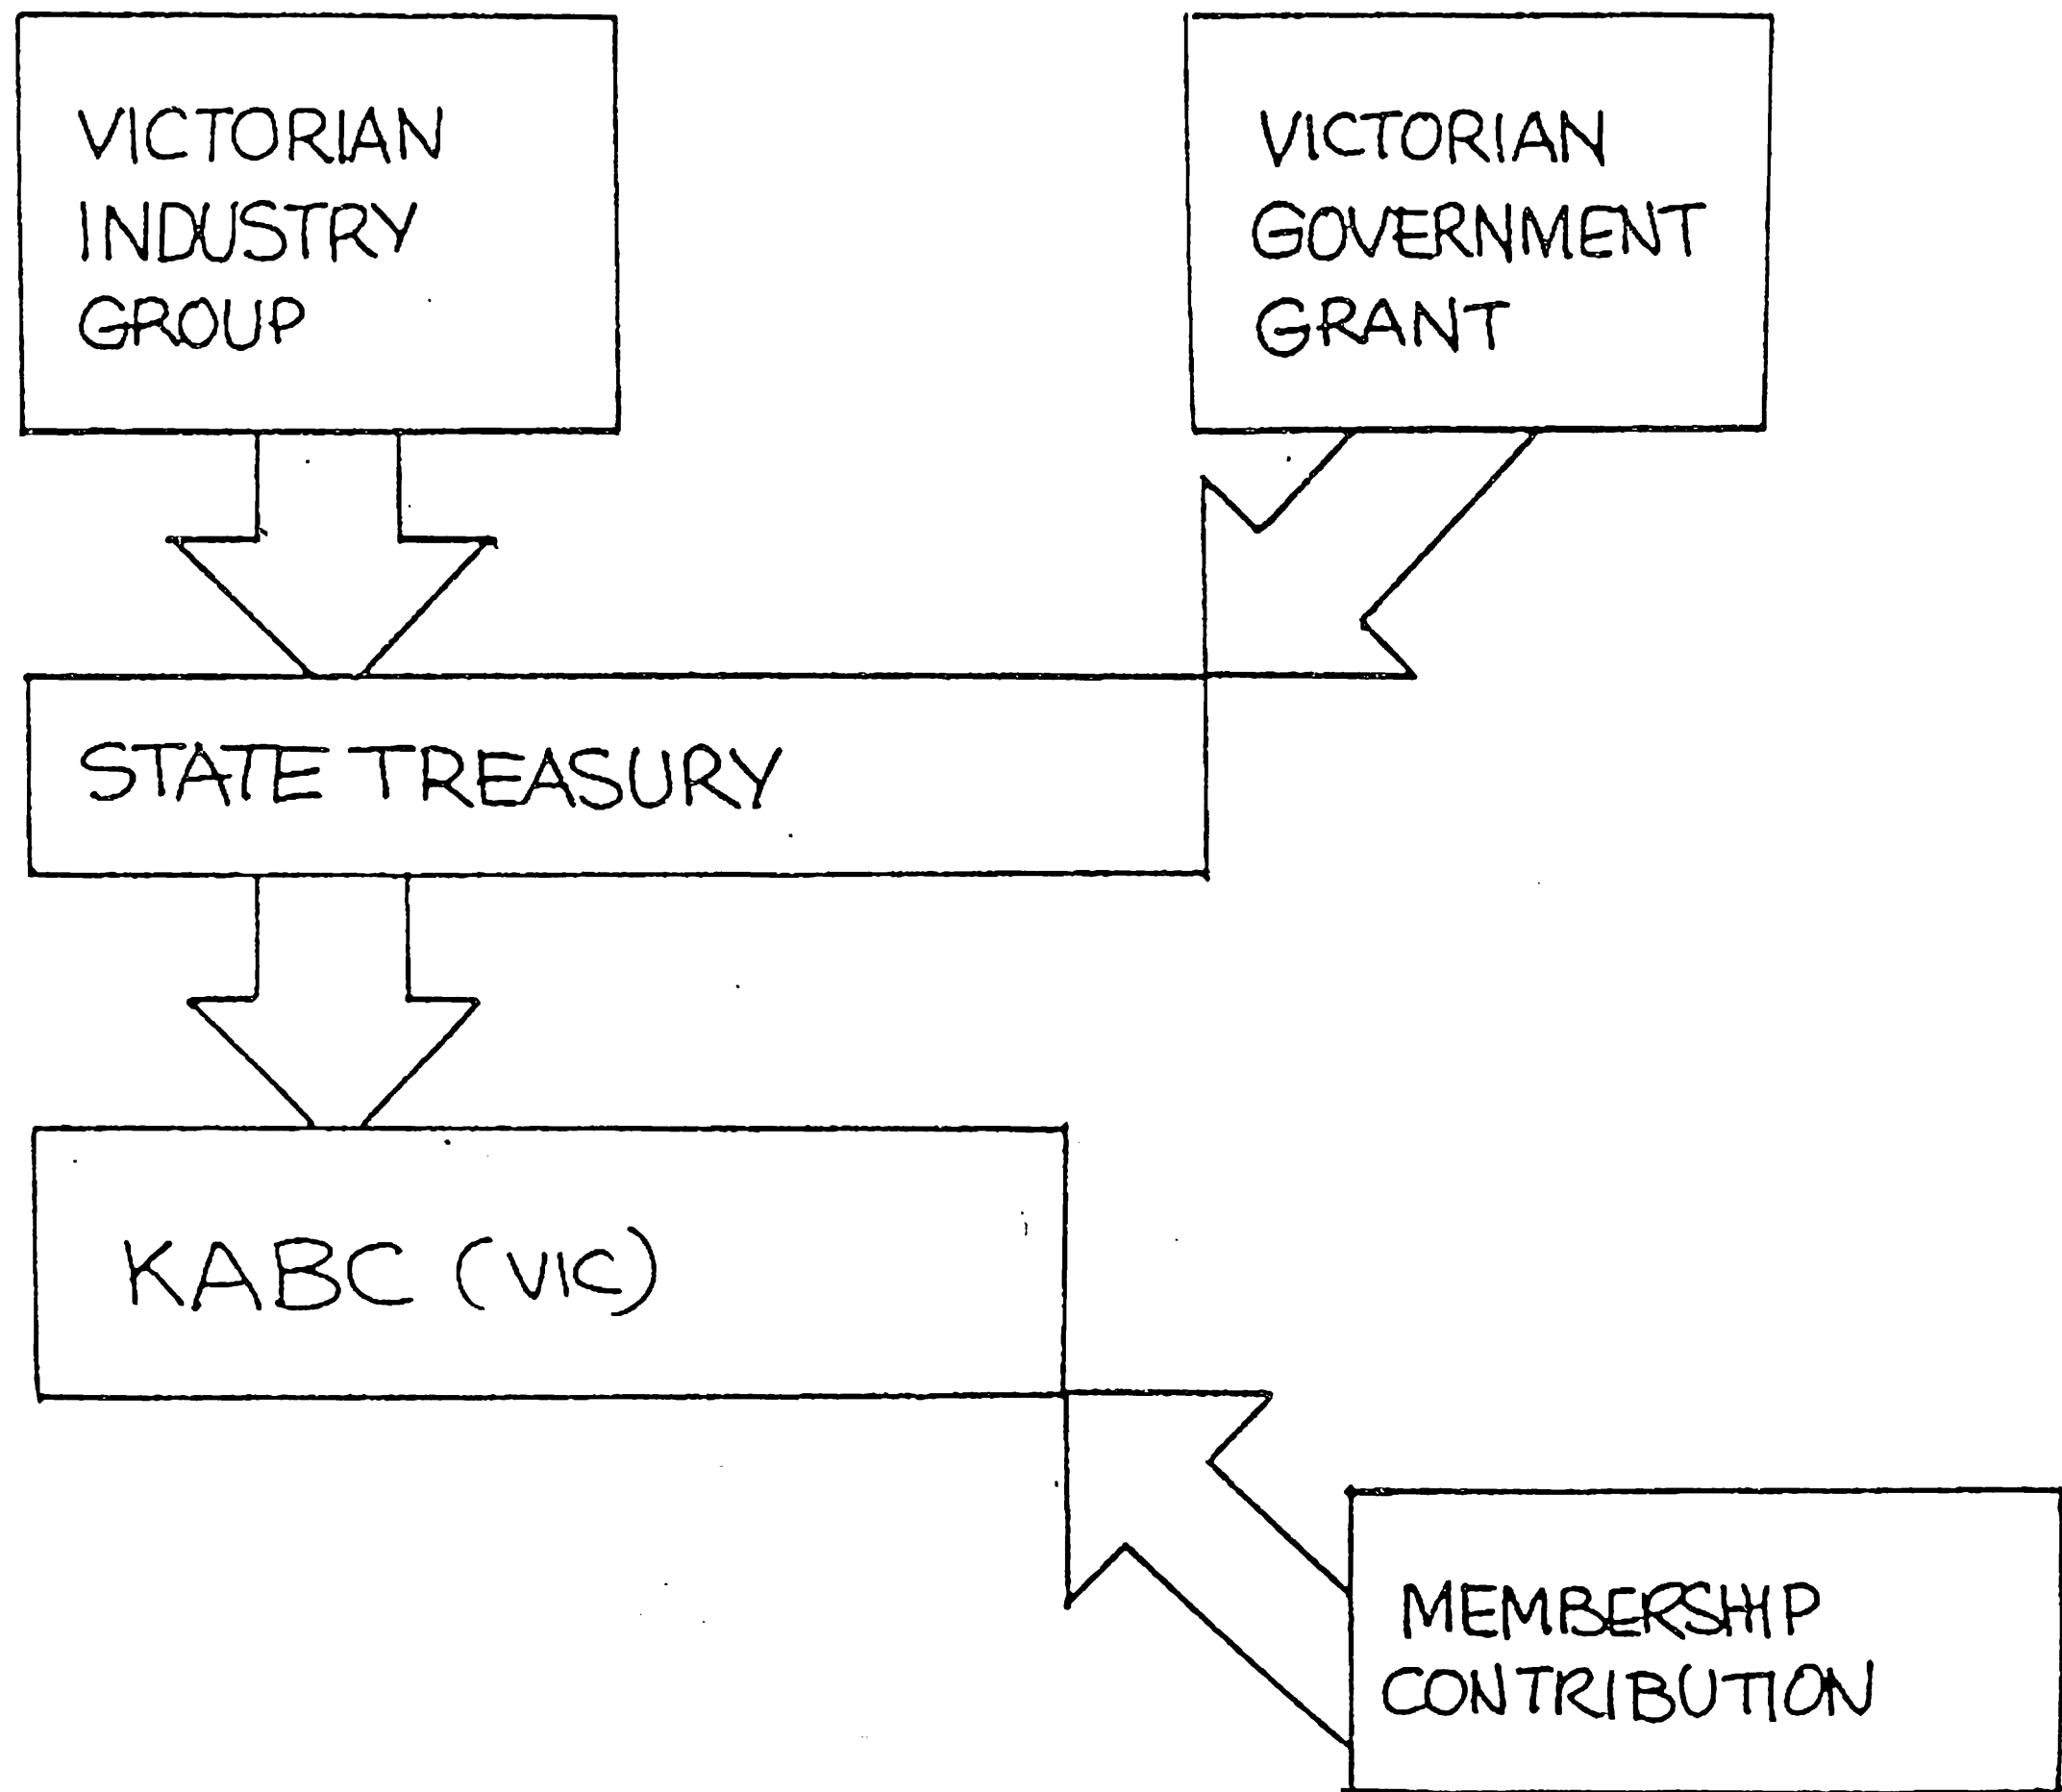 VICTORIAN
INDUSTRY
GROUP
VICTORIAN
GOVERNMENT
GRANT
STATE TREASURY
KABC (VIC)
MEMBERSHIP
CONTRIBUTION